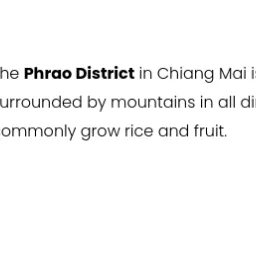 he Phrao District in Chiang Mai is
urrounded by mountains in all di
ommonly grow rice and fruit.